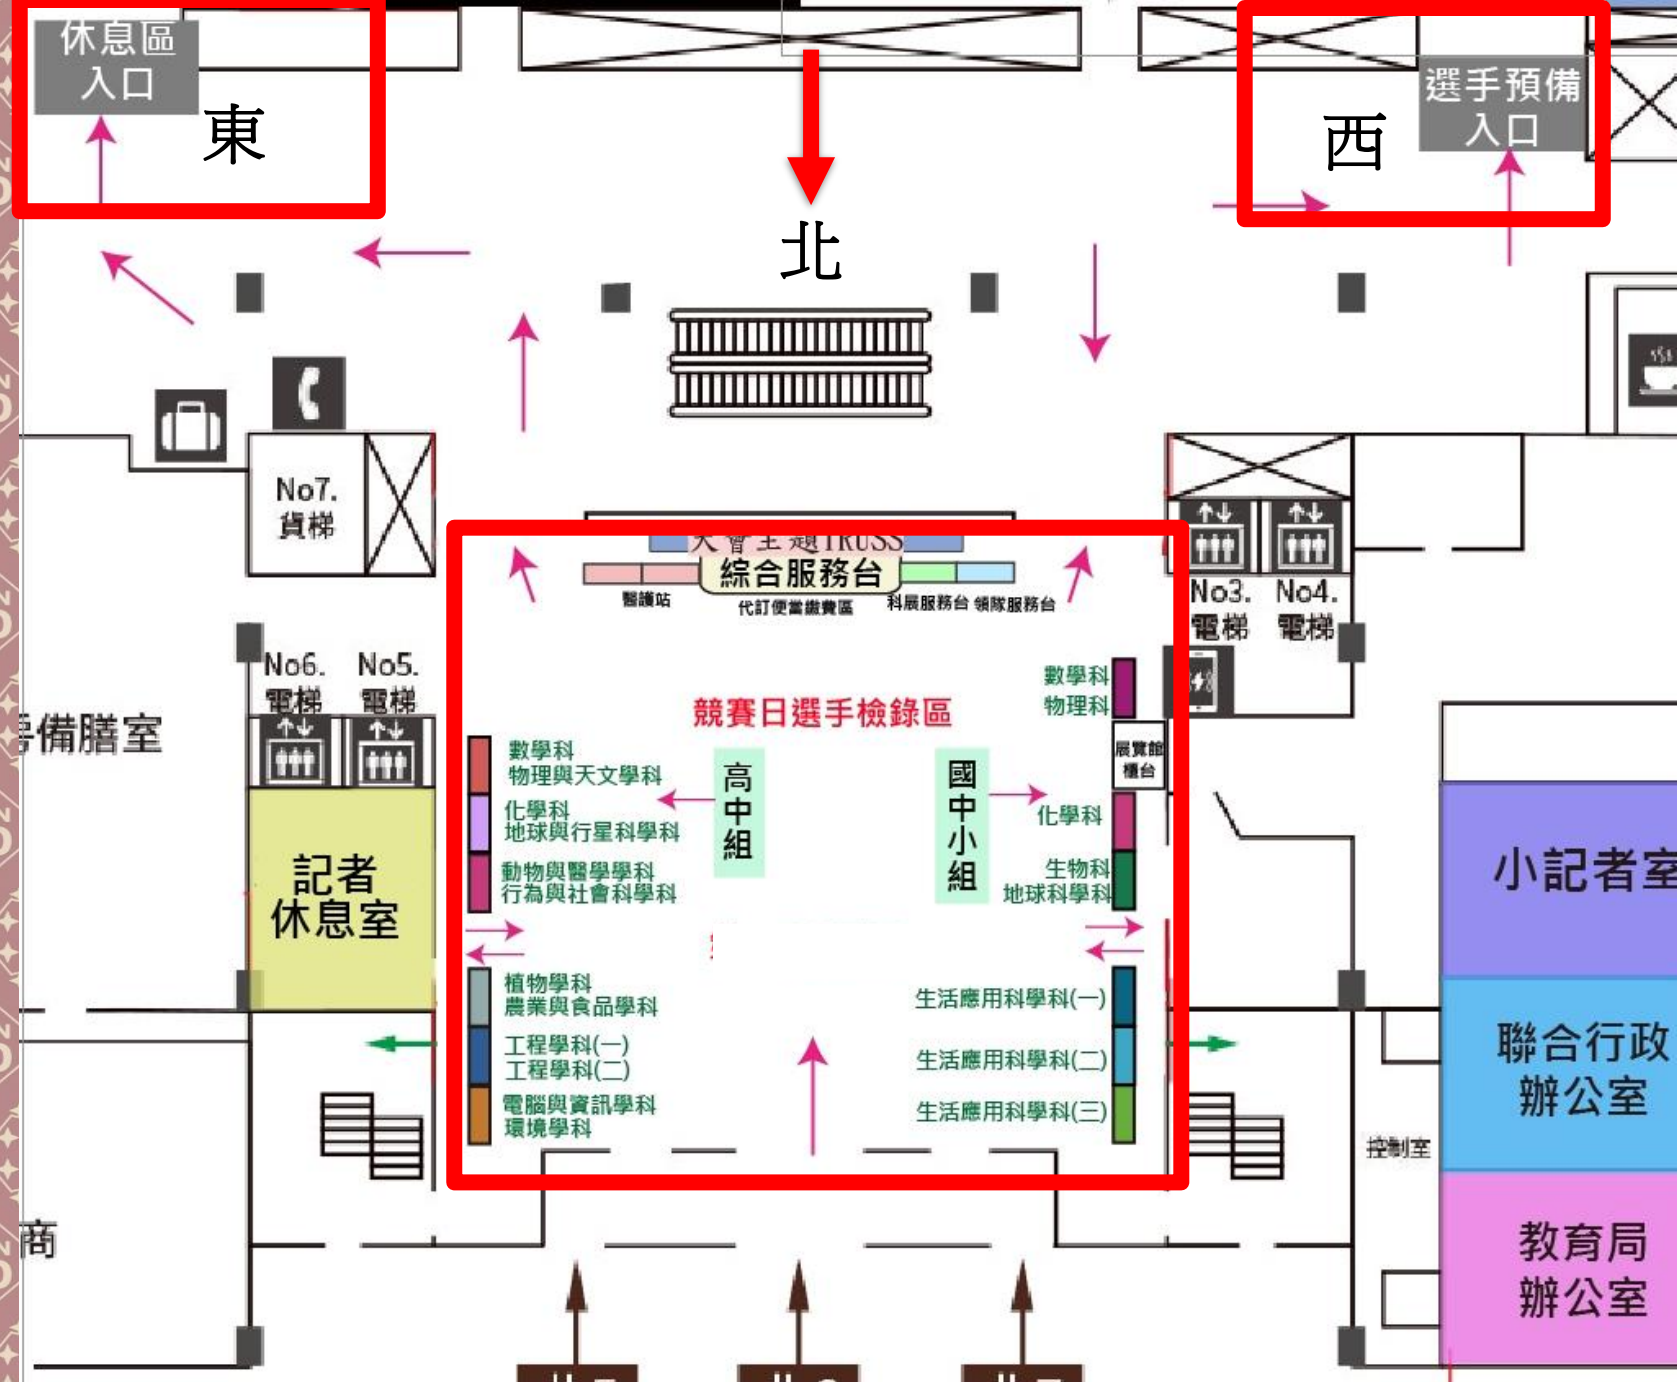 休息區
入口
東
西
選手預備
入口
北
No7.
貨梯
大會主題TRUSS
綜合服務台
醫護站
代訂便當繳費區
科展服務台
領隊服務台
No3.
電梯
No4.
電梯
No6.
電梯
No5.
電梯
備膳室
競賽日選手檢錄區
數學科
物理科
展覽館
櫃台
數學科
物理與天文學科
化學科
地球與行星科學科
動物與醫學學科
行為與社會科學科
高中組
國中小組
化學科
生物科
地球科學科
記者
休息室
小記者室
植物學科
農業與食品學科
工程學科(一)
工程學科(二)
電腦與資訊學科
環境學科
生活應用科學科(一)
生活應用科學科(二)
生活應用科學科(三)
聯合行政
辦公室
控制室
教育局
辦公室
商